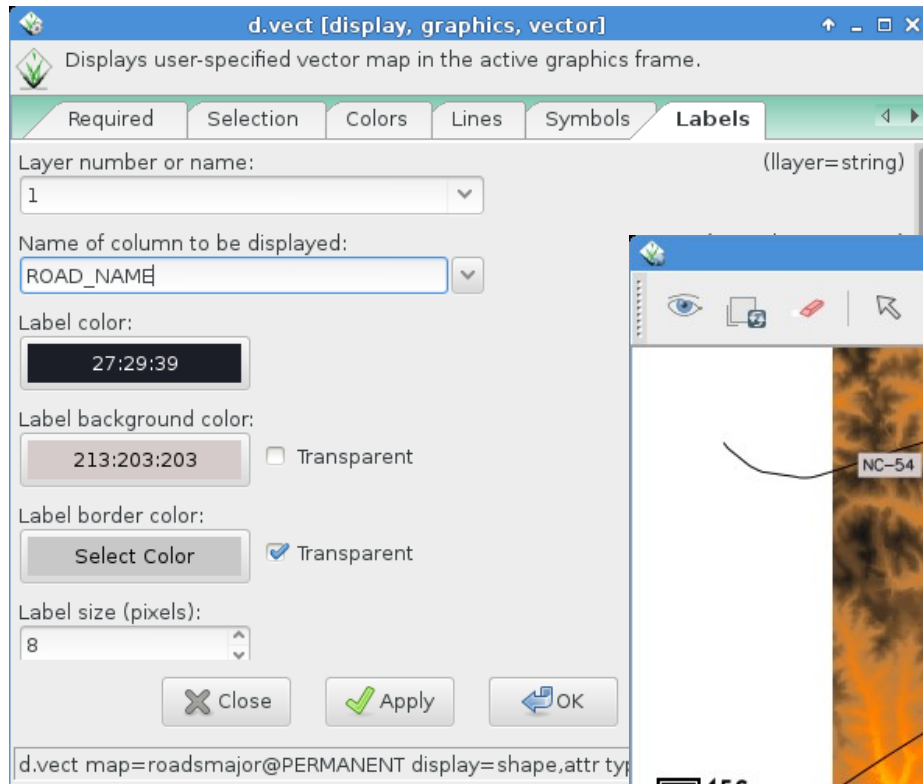 d.vect [display, graphics, vector]
Displays user-specified vector map in the active graphics frame.
Required Selection Colors Lines Symbols Labels
Layer number or name: (llayer=string)
1
Name of column to be displayed:
ROAD_NAME
Label color:
27:29:39
Label background color:
213:203:203 Transparent
Label border color:
Select Color Transparent
Label size (pixels):
8
Close Apply OK
d.vect map=roadsmajor@PERMANENT display=shape,attr typ
NC-54